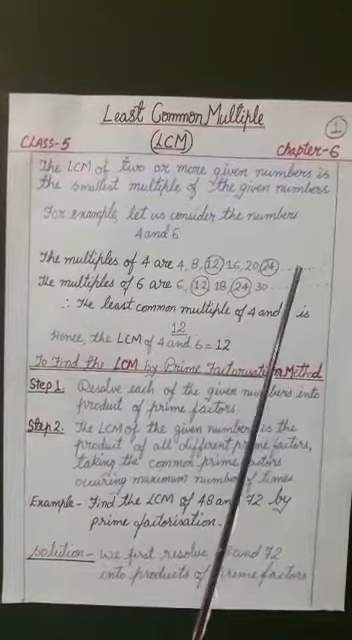 Least Common Multiple
1
(LCM)
CLASS-5
Chapter-6
The LCM of two or more given numbers is
the smallest multiple of the given numbers
For example, let us consider the numbers
4 and 6
The multiples of 4 are 4, 8, 12, 16, 20, 24 .......
The multiples of 6 are 6, 12, 18, 24, 30 .......
∴ The least common multiple of 4 and is
12
Hence, the LCM of 4 and 6 = 12
To find the LCM by Prime Factorisation Method
Step 1. Resolve each of the given numbers into
product of prime factors.
Step 2. The LCM of the given number is the
product of all different prime factors,
taking the common prime factors
occuring maximum number of times
Example- Find the LCM of 48 and 72 by
prime factorisation.
Solution- We first resolve and 72
into products of prime factors